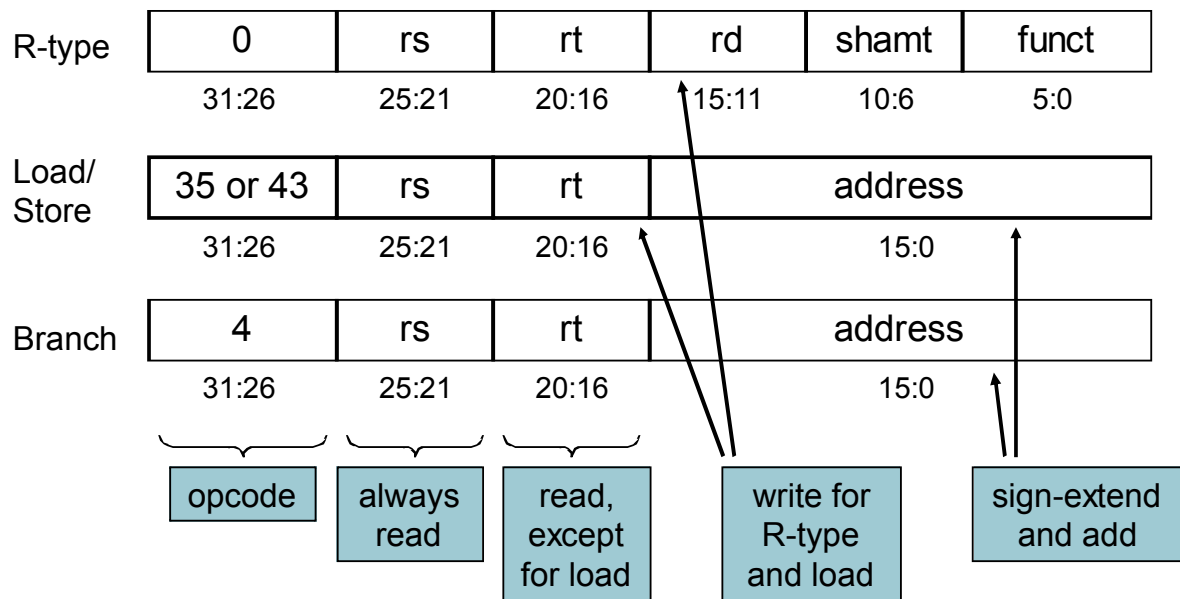 R-type 0 rs rt rd shamt funct
31:26 25:21 20:16 15:11 10:6 5:0
Load/
Store
35 or 43 rs rt address
31:26 25:21 20:16 15:0
Branch 4 rs rt address
31:26 25:21 20:16 15:0
opcode
always
read
read,
except
for load
write for
R-type
and load
sign-extend
and add